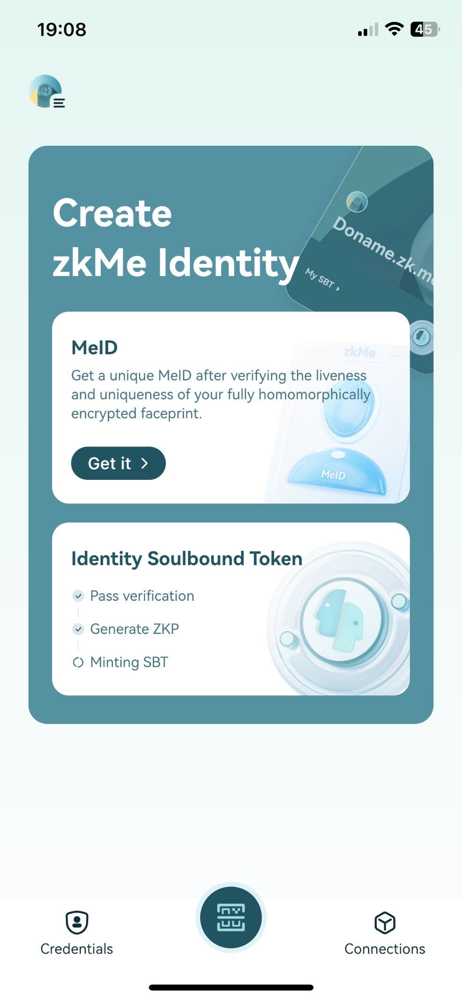 19:08
45
Create
zkMe Identity
Doname.zk.me
My SBT
MeID
zkMe
Get a unique MeID after verifying the liveness
and uniqueness of your fully homomorphically
encrypted faceprint.
Get it
MeID
Identity Soulbound Token
Pass verification
Generate ZKP
Minting SBT
Credentials
Connections